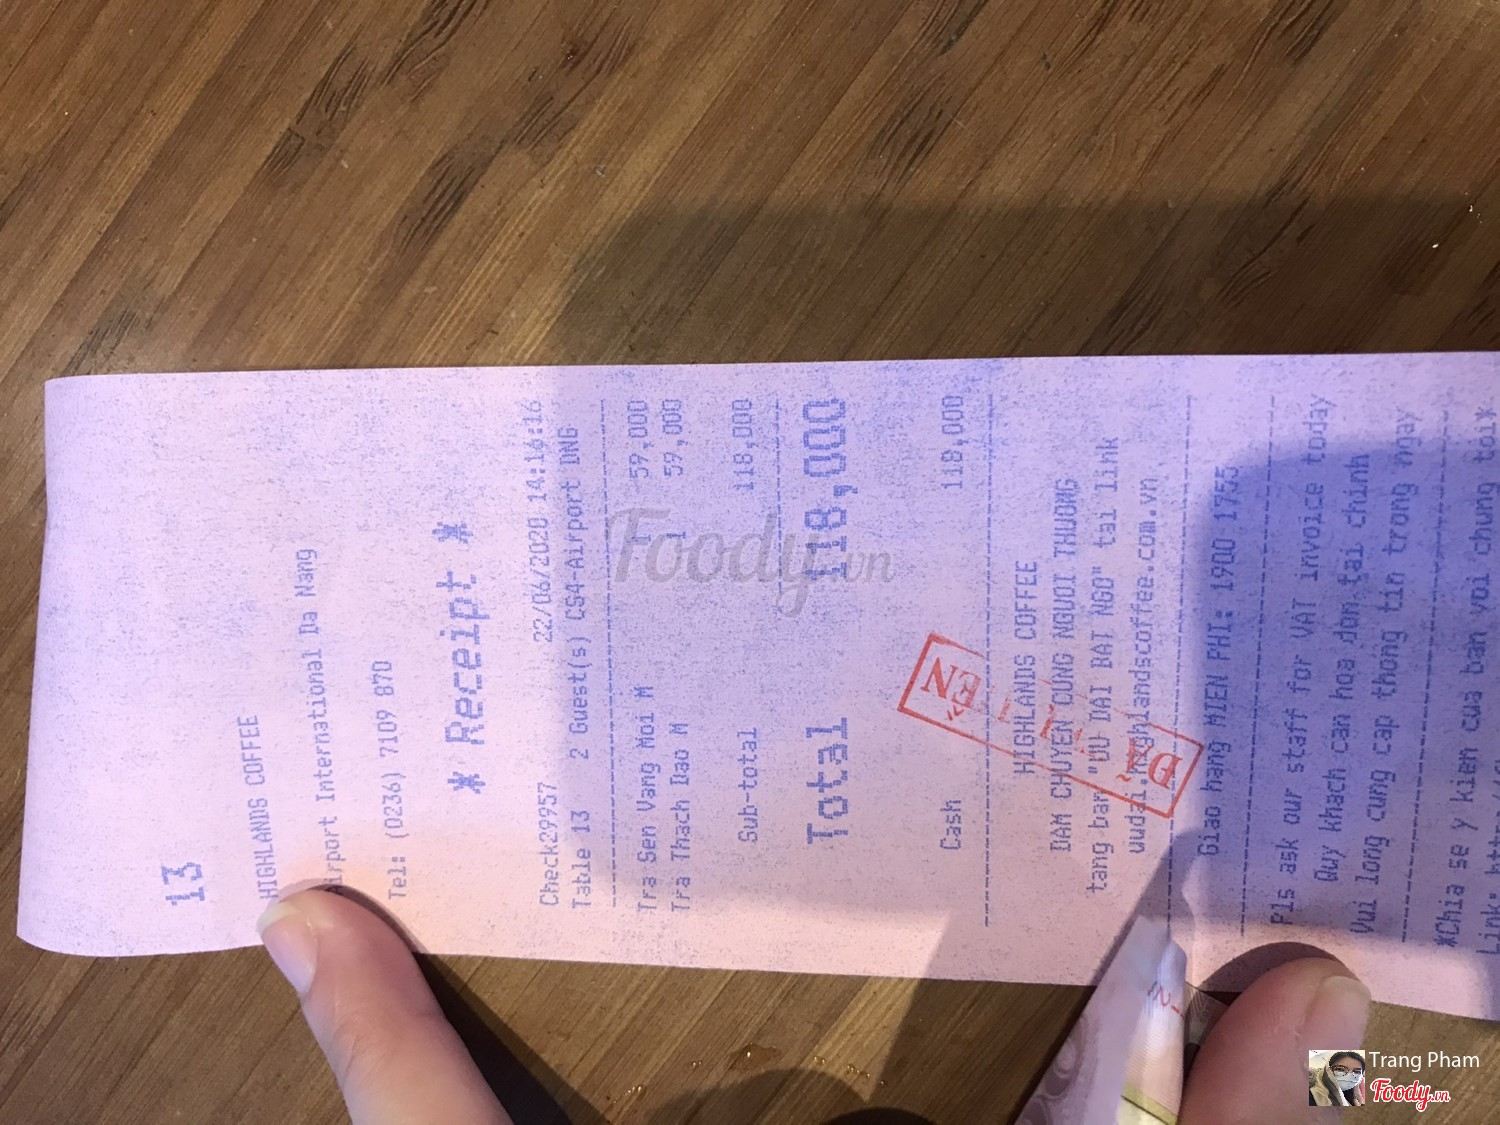 13
HIGHLANDS COFFEE
Airport International Da Nang
Tel: (0236) 7109 870
* Receipt *
Check29957 22/06/2020 14:16:16
Table 13 2 Guest(s) CS4-Airport DNG
Tra Sen Vang Moi M 1 59,000
Tra Thach Dao M 1 59,000
Sub-total 118,000
Total 118,000
Cash 118,000
ĐÃ
ÊN
HIGHLANDS COFFEE
DAM CHUYEN CUNG NGUOI THUONG
tang ban "UU DAI BAT NGO" tai link
uudai.highlandscoffee.com.vn
Giao hang MIEN PHI: 1900 1755
Pls ask our staff for VAT invoice today
Quy khach can hoa don tai chinh
Vui long cung cap thong tin trong ngay
*Chia se y kien cua ban voi chung toi*
Link:
Foody.vn
Trang Pham
Foody.vn